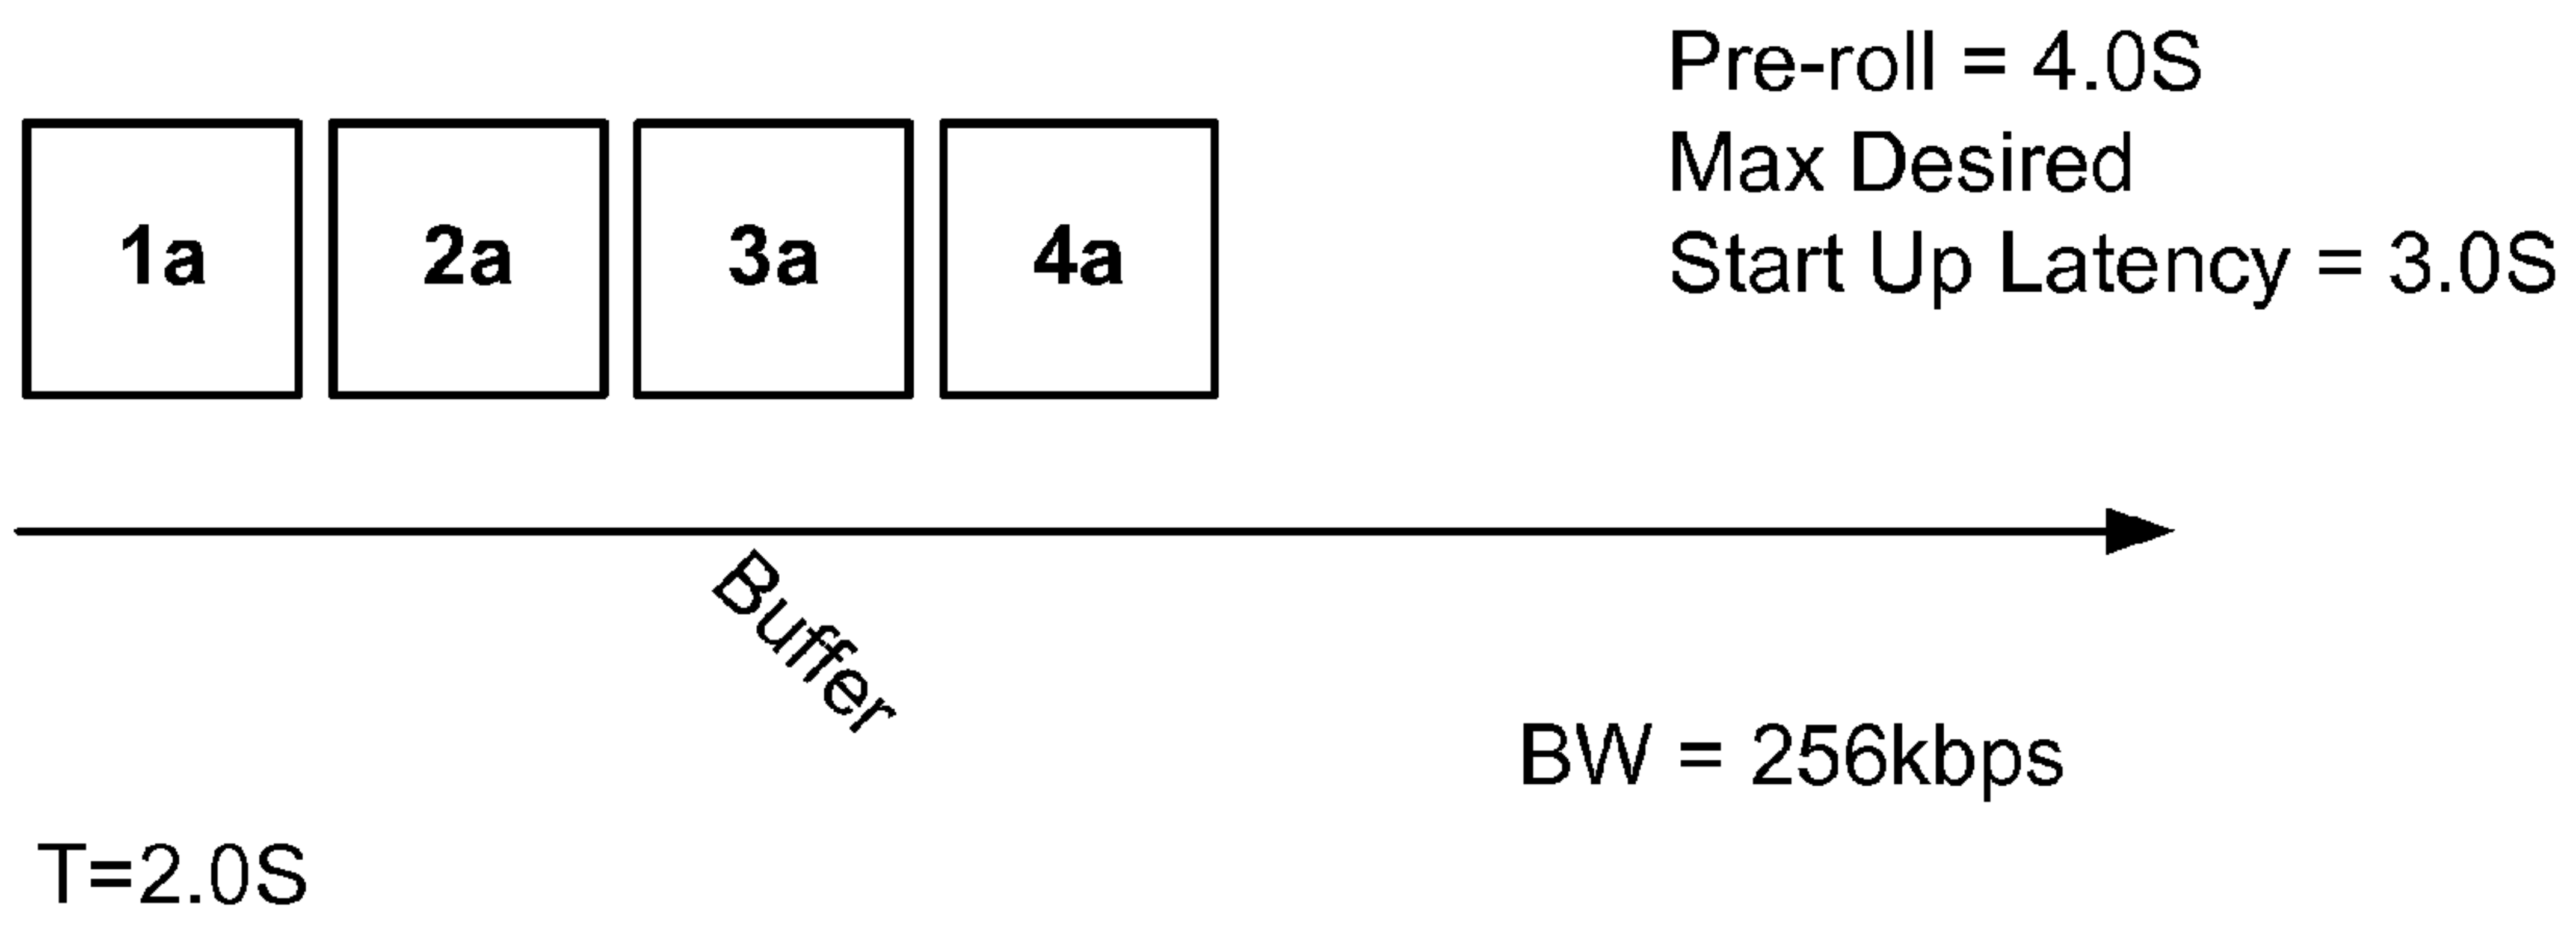 Pre-roll = 4.0S
Max Desired
Start Up Latency = 3.0S
1a 2a 3a 4a
Buffer
BW = 256kbps
T=2.0S